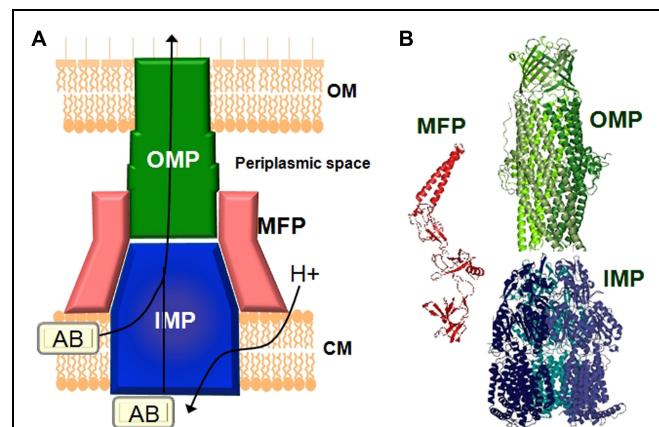 A
OM
OMP
Periplasmic space
MFP
H+
IMP
AB
CM
AB
B
MFP
OMP
IMP